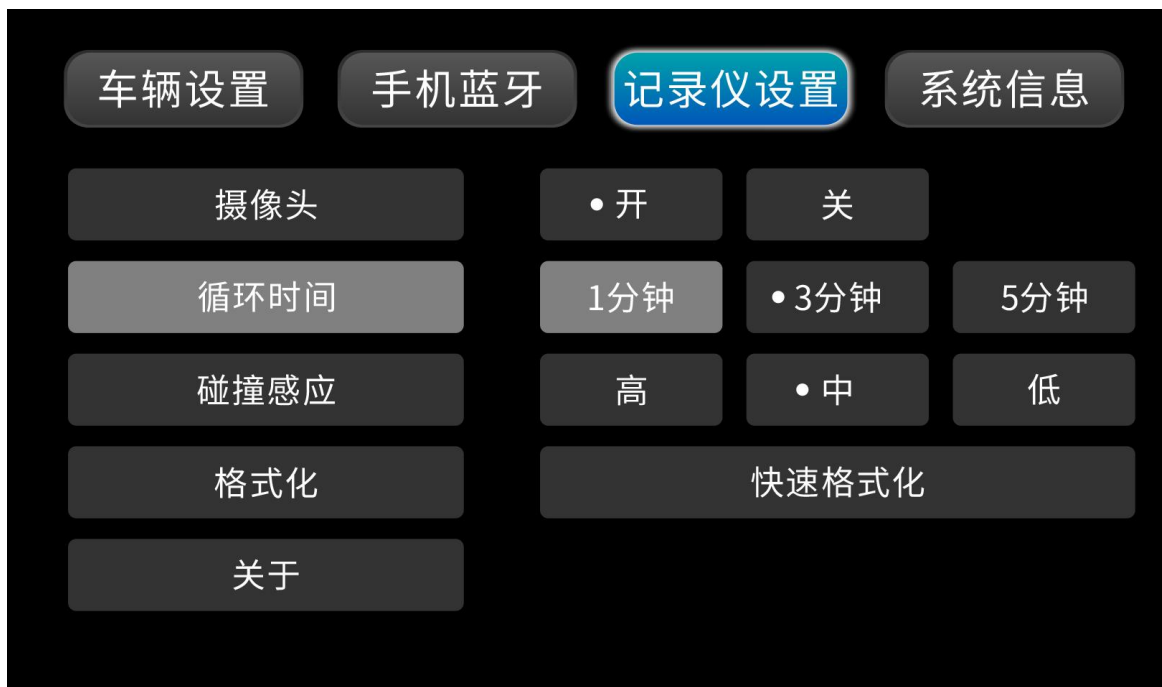 车辆设置 手机蓝牙 记录仪设置 系统信息
摄像头 •开 关
循环时间 1分钟 •3分钟 5分钟
碰撞感应 高 •中 低
格式化 快速格式化
关于